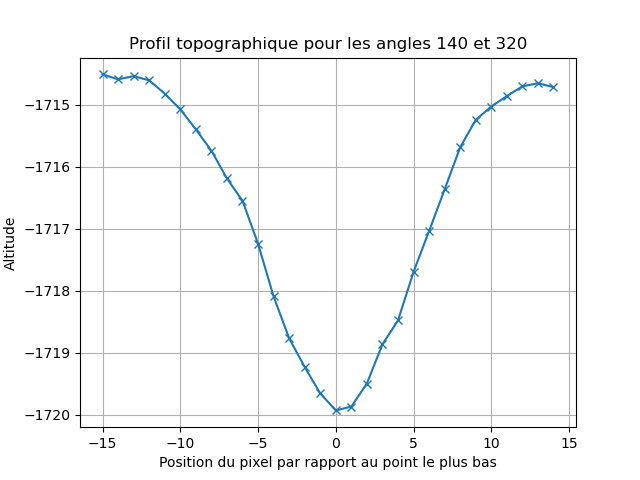 Profil topographique pour les angles 140 et 320
−1715
−1716
−1717
−1718
−1719
−1720
Altitude
−15 −10 −5 0 5 10 15
Position du pixel par rapport au point le plus bas